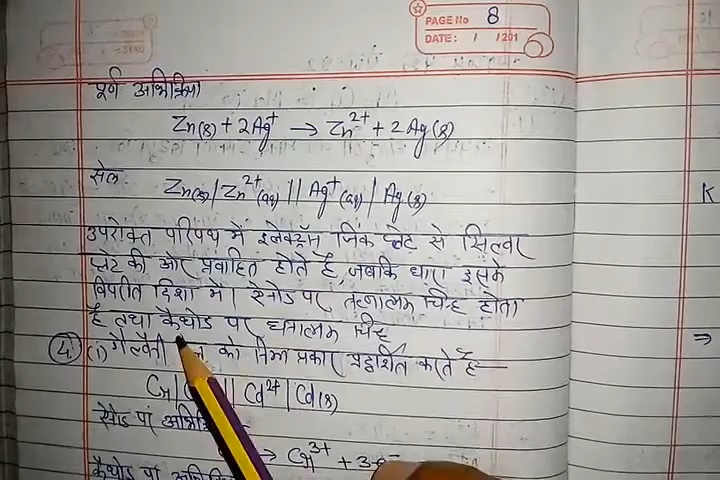 PAGE No 8
DATE: / /201
पूर्ण अभिक्रिया
Zn(s) + 2Ag⁺ → Zn²⁺ + 2Ag(s)
सेल
Zn(s) | Zn²⁺(aq) || Ag⁺(aq) | Ag(s)
उपरोक्त परिपथ में इलेक्ट्रॉन जिंक प्लेट से सिल्वर
प्लेट की ओर प्रवाहित होते हैं, जबकि धारा इसके
विपरीत दिशा में। ऐनोड पर ऋणात्मक चिन्ह होता
है तथा कैथोड पर धनात्मक चिन्ह
④ (i) गैल्वैनी को निम्न प्रकार प्रदर्शित करते हैं—
Cr | || Cd²⁺ | Cd(s)
ऐनोड पर
→ Cr³⁺ + 3e⁻
कैथोड पर
K
⇒